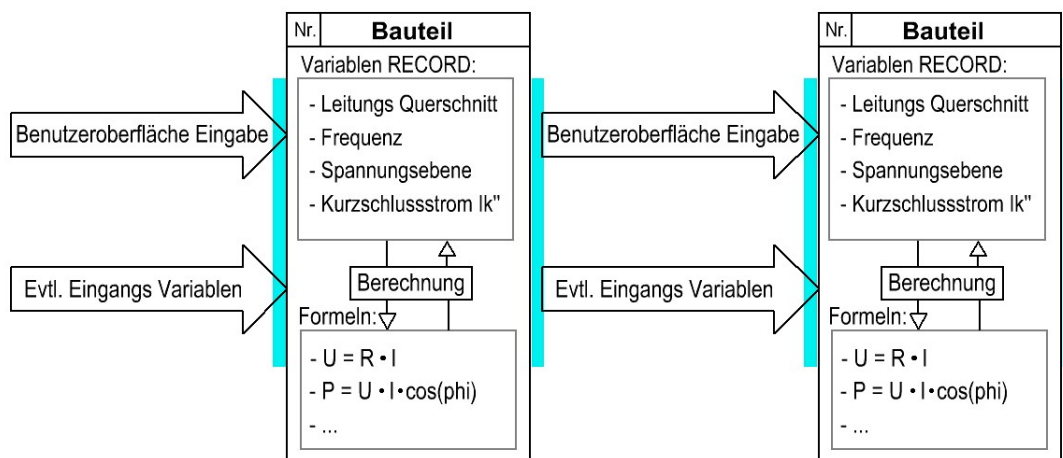 Nr. Bauteil
Variablen RECORD:
- Leitungs Querschnitt
- Frequenz
- Spannungsebene
- Kurzschlussstrom Ik"
Benutzeroberfläche Eingabe
Evtl. Eingangs Variablen
Berechnung
Formeln:
- U = R • I
- P = U • I • cos(phi)
- ...
Nr. Bauteil
Variablen RECORD:
- Leitungs Querschnitt
- Frequenz
- Spannungsebene
- Kurzschlussstrom Ik"
Benutzeroberfläche Eingabe
Evtl. Eingangs Variablen
Berechnung
Formeln:
- U = R • I
- P = U • I • cos(phi)
- ...